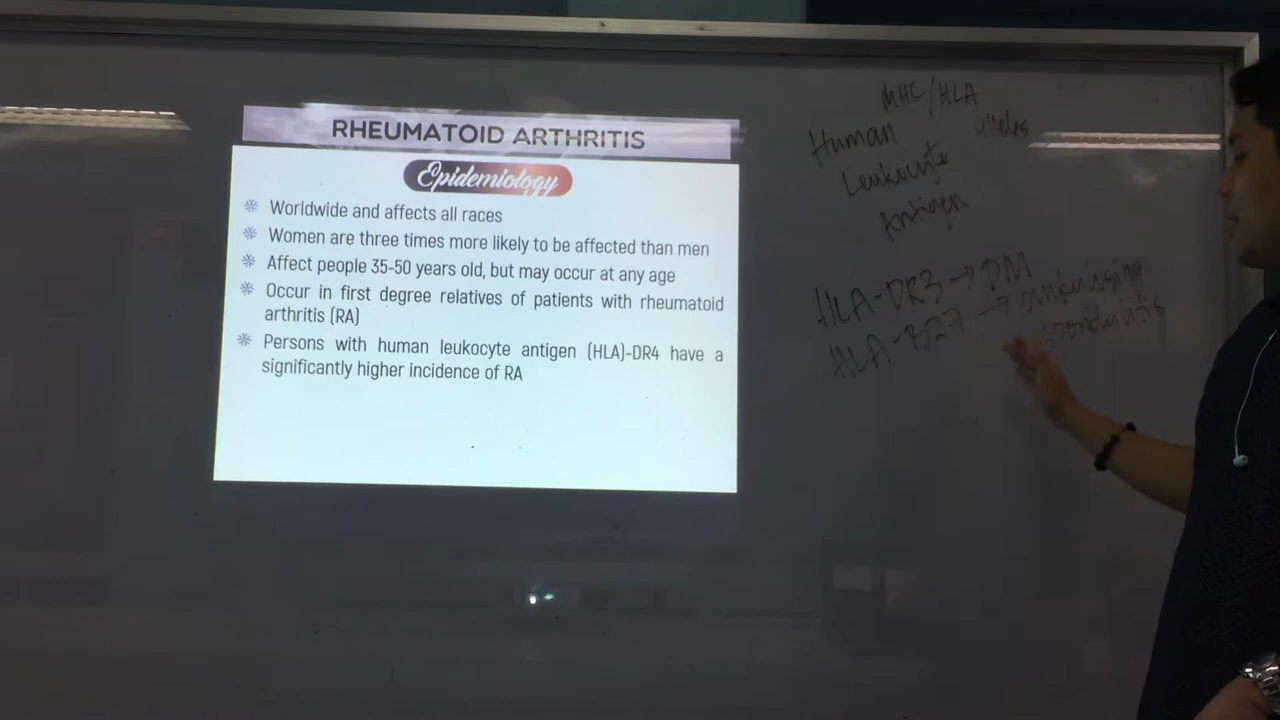 RHEUMATOID ARTHRITIS
Epidemiology
Worldwide and affects all races
Women are three times more likely to be affected than men
Affect people 35-50 years old, but may occur at any age
Occur in first degree relatives of patients with rheumatoid
arthritis (RA)
Persons with human leukocyte antigen (HLA)-DR4 have a
significantly higher incidence of RA
MHC/HLA
Human alleles
Leukocyte
Antigen
HLA-DR3 → DM
HLA-B27 →